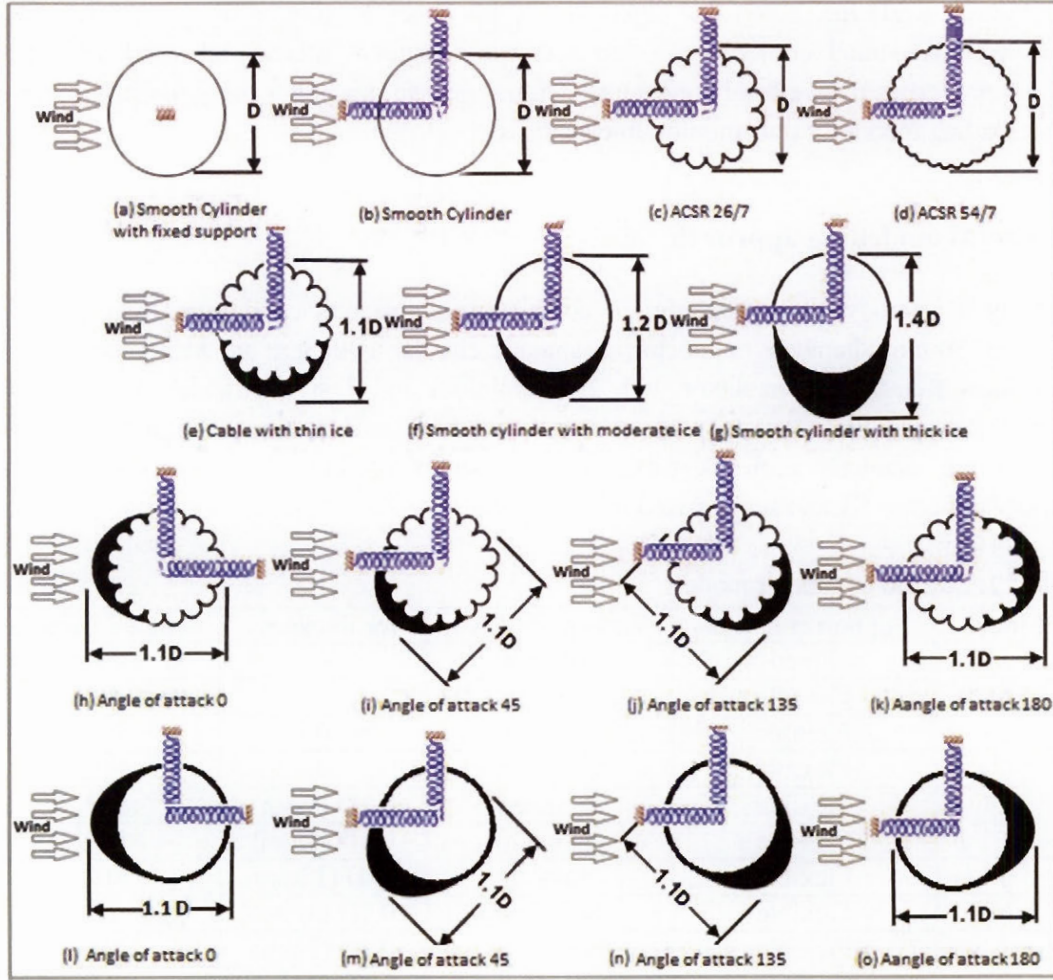 Wind
D
Wind
D
Wind
D
Wind
D
(a) Smooth Cylinder
with fixed support
(b) Smooth Cylinder
(c) ACSR 26/7
(d) ACSR 54/7
Wind
1.1D
Wind
1.2 D
Wind
1.4D
(e) Cable with thin ice
(f) Smooth cylinder with moderate ice
(g) Smooth cylinder with thick ice
Wind
1.1D
Wind
1.1D
Wind
1.1D
Wind
1.1D
(h) Angle of attack 0
(i) Angle of attack 45
(j) Angle of attack 135
(k) Aangle of attack 180
Wind
1.1 D
Wind
1.1D
Wind
1.1D
Wind
1.1D
(l) Angle of attack 0
(m) Angle of attack 45
(n) Angle of attack 135
(o) Aangle of attack 180